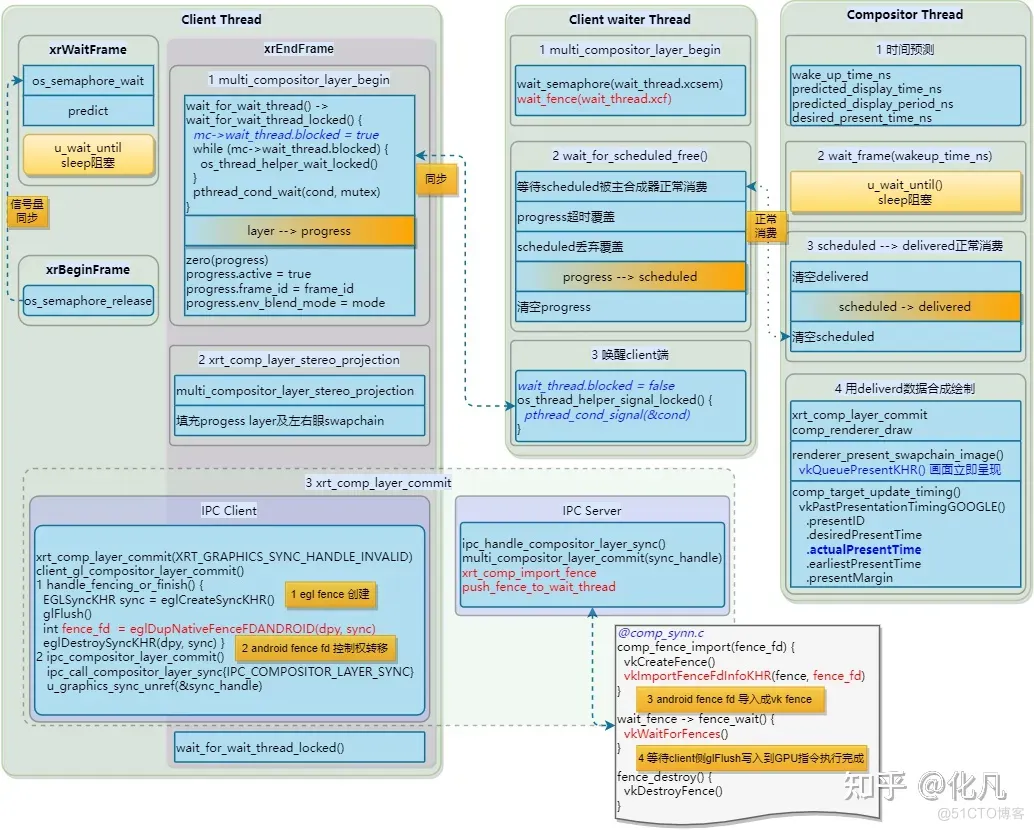 Client Thread
xrWaitFrame
os_semaphore_wait
predict
u_wait_until
sleep阻塞
信号量
同步
xrBeginFrame
os_semaphore_release
xrEndFrame
1 multi_compositor_layer_begin
wait_for_wait_thread() ->
wait_for_wait_thread_locked() {
mc->wait_thread.blocked = true
while (mc->wait_thread.blocked) {
os_thread_helper_wait_locked()
}
pthread_cond_wait(cond, mutex)
}
layer --> progress
zero(progress)
progress.active = true
progress.frame_id = frame_id
progress.env_blend_mode = mode
同步
2 xrt_comp_layer_stereo_projection
multi_compositor_layer_stereo_projection
填充progess layer及左右眼swapchain
3 xrt_comp_layer_commit
IPC Client
xrt_comp_layer_commit(XRT_GRAPHICS_SYNC_HANDLE_INVALID)
client_gl_compositor_layer_commit()
1 handle_fencing_or_finish() {
EGLSyncKHR sync = eglCreateSyncKHR()
glFlush()
int fence_fd = eglDupNativeFenceFDANDROID(dpy, sync)
eglDestroySyncKHR(dpy, sync) }
2 ipc_compositor_layer_commit()
ipc_call_compositor_layer_sync{IPC_COMPOSITOR_LAYER_SYNC}
u_graphics_sync_unref(&sync_handle)
1 egl fence 创建
2 android fence fd 控制权转移
wait_for_wait_thread_locked()
IPC Server
ipc_handle_compositor_layer_sync()
multi_compositor_layer_commit(sync_handle)
xrt_comp_import_fence
push_fence_to_wait_thread
Client waiter Thread
1 multi_compositor_layer_begin
wait_semaphore(wait_thread.xcsem)
wait_fence(wait_thread.xcf)
2 wait_for_scheduled_free()
等待scheduled被主合成器正常消费
progress超时覆盖
scheduled丢弃覆盖
progress --> scheduled
清空progress
3 唤醒client端
wait_thread.blocked = false
os_thread_helper_signal_locked() {
pthread_cond_signal(&cond)
}
正常
消费
Compositor Thread
1 时间预测
wake_up_time_ns
predicted_display_time_ns
predicted_display_period_ns
desired_present_time_ns
2 wait_frame(wakeup_time_ns)
u_wait_until()
sleep阻塞
3 scheduled --> delivered正常消费
清空delivered
scheduled -> delivered
清空scheduled
4 用deliverd数据合成绘制
xrt_comp_layer_commit
comp_renderer_draw
renderer_present_swapchain_image()
vkQueuePresentKHR() 画面立即呈现
comp_target_update_timing()
vkPastPresentationTimingGOOGLE()
.presentID
.desiredPresentTime
.actualPresentTime
.earliestPresentTime
.presentMargin
@comp_synn.c
comp_fence_import(fence_fd) {
vkCreateFence()
vkImportFenceFdInfoKHR(fence, fence_fd)
}
3 android fence fd 导入成vk fence
wait_fence -> fence_wait() {
vkWaitForFences()
}
4 等待client侧glFlush写入到GPU指令执行完成
fence_destroy() {
vkDestroyFence()
}
知乎 @化凡
@51CTO博客